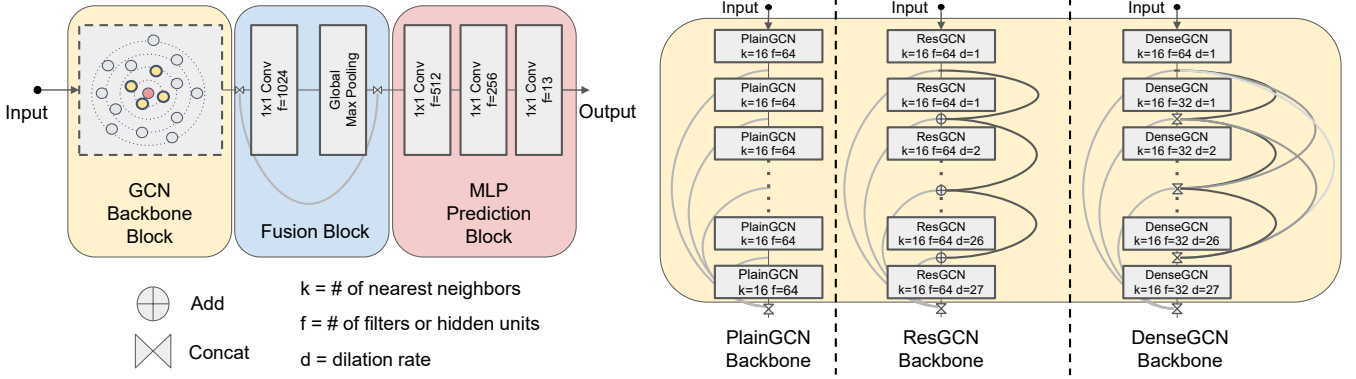 Input
GCN
Backbone
Block
1x1 Conv
f=1024
Global
Max Pooling
Fusion Block
1x1 Conv
f=512
1x1 Conv
f=256
1x1 Conv
f=13
MLP
Prediction
Block
Output
Add
Concat
k = # of nearest neighbors
f = # of filters or hidden units
d = dilation rate
Input
PlainGCN
k=16 f=64
PlainGCN
k=16 f=64
PlainGCN
k=16 f=64
PlainGCN
k=16 f=64
PlainGCN
k=16 f=64
PlainGCN
Backbone
Input
ResGCN
k=16 f=64 d=1
ResGCN
k=16 f=64 d=1
ResGCN
k=16 f=64 d=2
ResGCN
k=16 f=64 d=26
ResGCN
k=16 f=64 d=27
ResGCN
Backbone
Input
DenseGCN
k=16 f=64 d=1
DenseGCN
k=16 f=32 d=1
DenseGCN
k=16 f=32 d=2
DenseGCN
k=16 f=32 d=26
DenseGCN
k=16 f=32 d=27
DenseGCN
Backbone